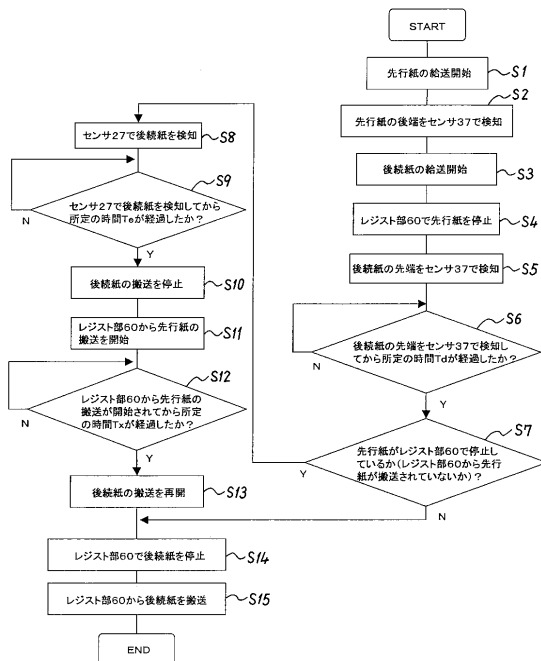 START
先行紙の給送開始
S1
S2
先行紙の後端をセンサ37で検知
後続紙の給送開始
S3
レジスト部60で先行紙を停止
S4
後続紙の先端をセンサ37で検知
S5
S6
後続紙の先端をセンサ37で検知し
てから所定の時間Tdが経過したか？
N
Y
S7
先行紙がレジスト部60で停止し
ているか（レジスト部60から先行
紙が搬送されていないか）？
Y
N
センサ27で後続紙を検知
S8
S9
センサ27で後続紙を検知してから
所定の時間Teが経過したか？
N
Y
後続紙の搬送を停止
S10
レジスト部60から先行紙の
搬送を開始
S11
S12
レジスト部60から先行紙の
搬送が開始されてから所定
の時間Txが経過したか？
N
Y
後続紙の搬送を再開
S13
レジスト部60で後続紙を停止
S14
レジスト部60から後続紙を搬送
S15
END